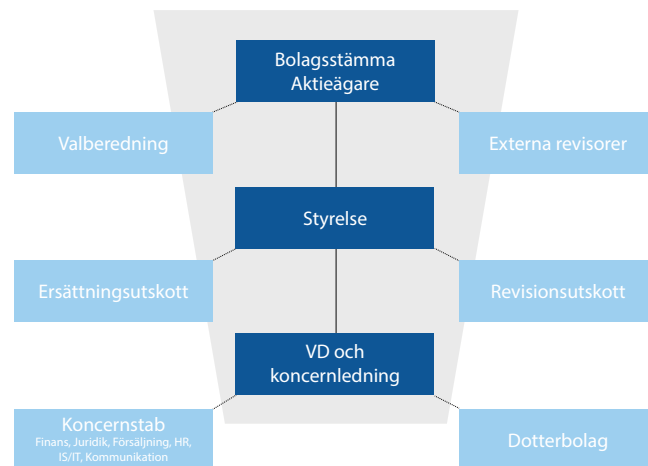 Bolagsstämma
Aktieägare
Valberedning
Externa revisorer
Styrelse
Ersättningsutskott
Revisionsutskott
VD och
koncernledning
Koncernstab
Finans, Juridik, Försäljning, HR,
IS/IT, Kommunikation
Dotterbolag